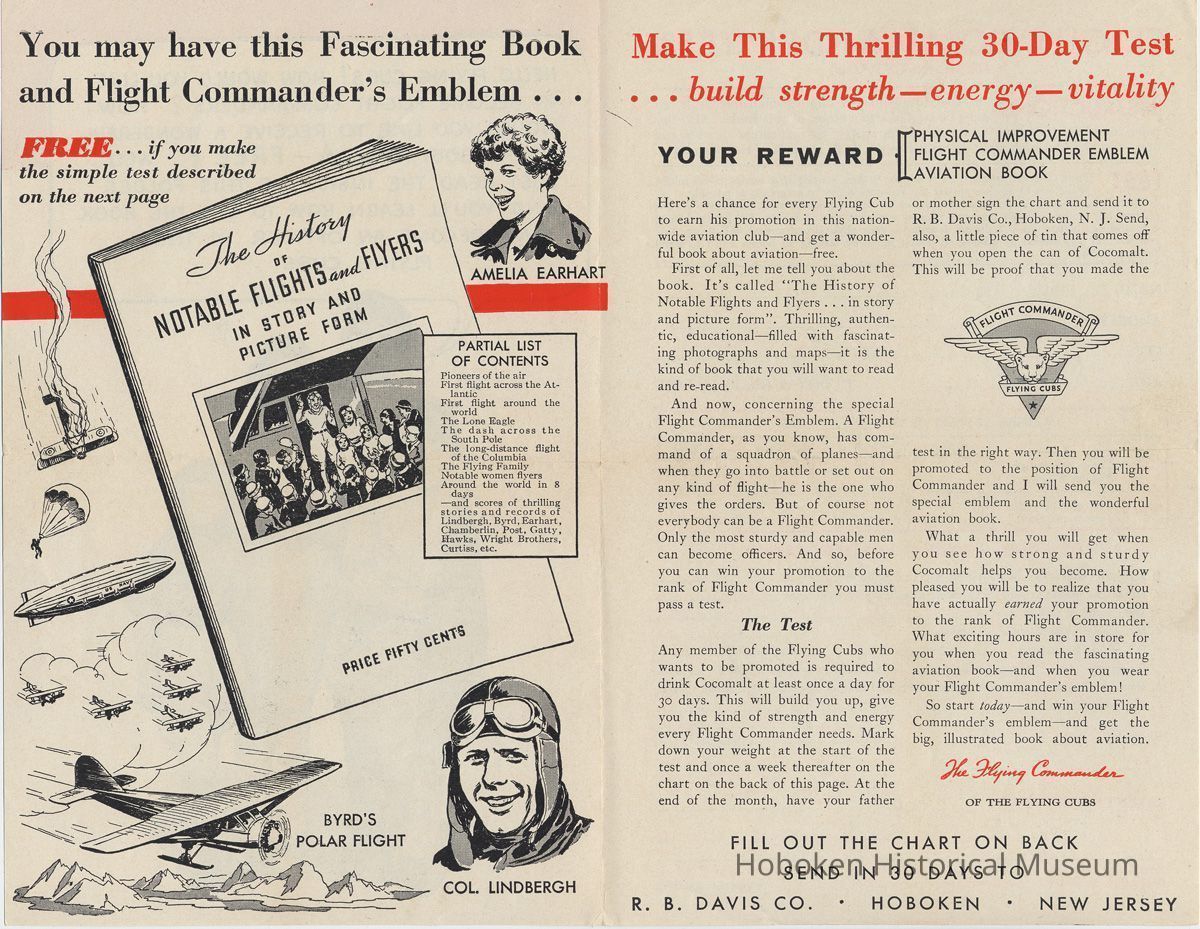 You may have this Fascinating Book
and Flight Commander's Emblem . . .
FREE . . . if you make
the simple test described
on the next page
The History
OF
NOTABLE FLIGHTS and FLYERS
IN STORY AND
PICTURE FORM
PRICE FIFTY CENTS
AMELIA EARHART
PARTIAL LIST
OF CONTENTS
Pioneers of the air
First flight across the At-
lantic
First flight around the
world
The Lone Eagle
The dash across the
South Pole
The long-distance flight
of the Columbia
The Flying Family
Notable women flyers
Around the world in 8
days
—and scores of thrilling
stories and records of
Lindbergh, Byrd, Earhart,
Chamberlin, Post, Gatty,
Hawks, Wright Brothers,
Curtiss, etc.
U.S. NAVY
BYRD'S
POLAR FLIGHT
COL. LINDBERGH
Make This Thrilling 30-Day Test
. . . build strength—energy—vitality
YOUR REWARD
PHYSICAL IMPROVEMENT
FLIGHT COMMANDER EMBLEM
AVIATION BOOK
Here's a chance for every Flying Cub
to earn his promotion in this nation-
wide aviation club—and get a wonder-
ful book about aviation—free.
First of all, let me tell you about the
book. It's called "The History of
Notable Flights and Flyers . . . in story
and picture form". Thrilling, authen-
tic, educational—filled with fascinat-
ing photographs and maps—it is the
kind of book that you will want to read
and re-read.
And now, concerning the special
Flight Commander's Emblem. A Flight
Commander, as you know, has com-
mand of a squadron of planes—and
when they go into battle or set out on
any kind of flight—he is the one who
gives the orders. But of course not
everybody can be a Flight Commander.
Only the most sturdy and capable men
can become officers. And so, before
you can win your promotion to the
rank of Flight Commander you must
pass a test.
The Test
Any member of the Flying Cubs who
wants to be promoted is required to
drink Cocomalt at least once a day for
30 days. This will build you up, give
you the kind of strength and energy
every Flight Commander needs. Mark
down your weight at the start of the
test and once a week thereafter on the
chart on the back of this page. At the
end of the month, have your father
or mother sign the chart and send it to
R. B. Davis Co., Hoboken, N. J. Send,
also, a little piece of tin that comes off
when you open the can of Cocomalt.
This will be proof that you made the
FLIGHT COMMANDER
FLYING CUBS
test in the right way. Then you will be
promoted to the position of Flight
Commander and I will send you the
special emblem and the wonderful
aviation book.
What a thrill you will get when
you see how strong and sturdy
Cocomalt helps you become. How
pleased you will be to realize that you
have actually earned your promotion
to the rank of Flight Commander.
What exciting hours are in store for
you when you read the fascinating
aviation book—and when you wear
your Flight Commander's emblem!
So start today—and win your Flight
Commander's emblem—and get the
big, illustrated book about aviation.
The Flying Commander
OF THE FLYING CUBS
FILL OUT THE CHART ON BACK
SEND IN 30 DAYS TO
Hoboken Historical Museum
R. B. DAVIS CO. · HOBOKEN · NEW JERSEY